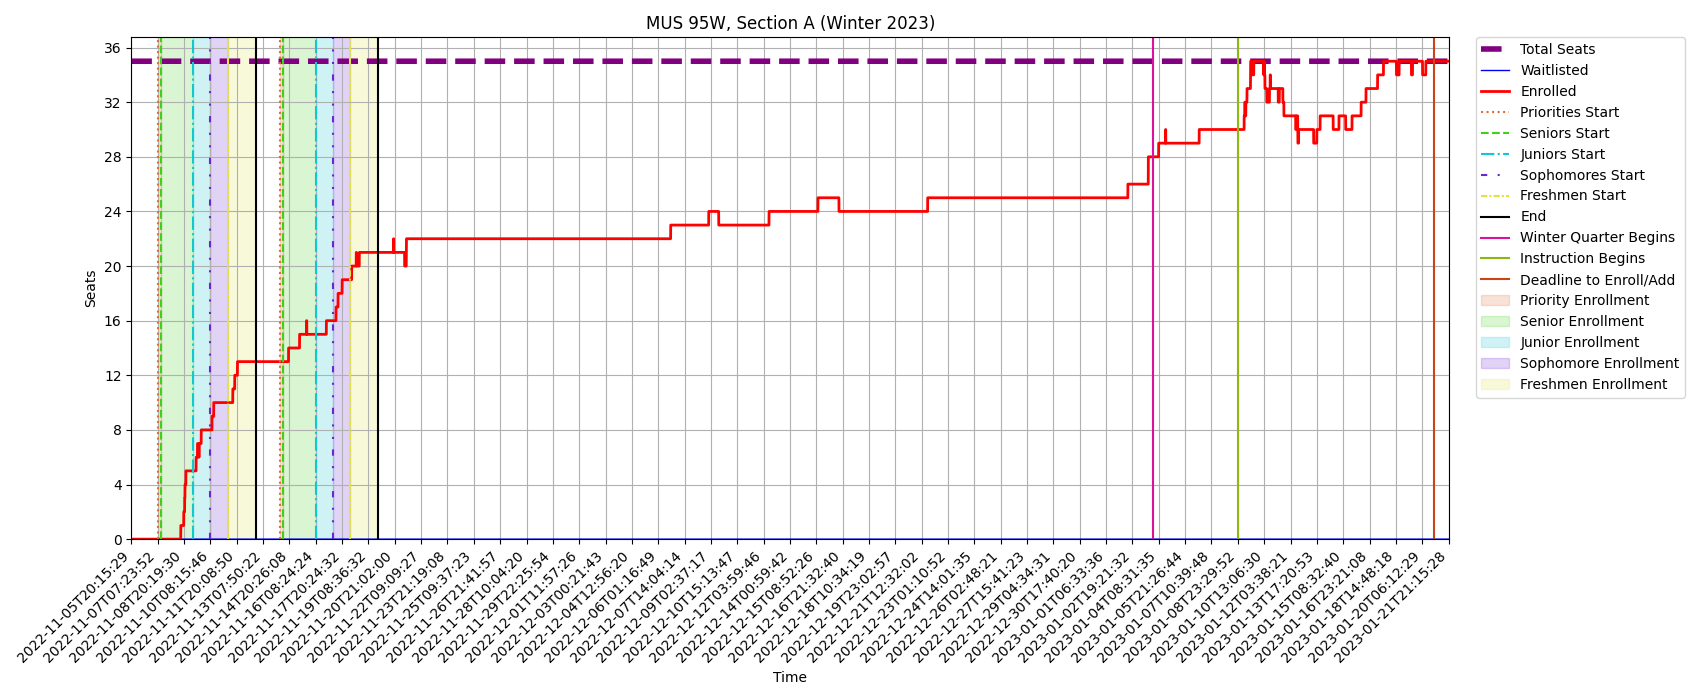 MUS 95W, Section A (Winter 2023)
36
32
28
24
20
16
12
8
4
0
Seats
2022-11-05T20:15:29
2022-11-07T07:23:52
2022-11-08T20:19:30
2022-11-10T08:15:46
2022-11-11T20:08:50
2022-11-13T07:50:22
2022-11-14T20:26:08
2022-11-16T08:24:24
2022-11-17T20:24:32
2022-11-19T08:36:32
2022-11-20T21:02:00
2022-11-22T09:09:27
2022-11-23T21:19:08
2022-11-25T09:37:23
2022-11-26T21:41:57
2022-11-28T10:04:20
2022-11-29T22:25:54
2022-12-01T11:57:26
2022-12-03T00:21:43
2022-12-04T12:56:20
2022-12-06T01:16:49
2022-12-07T14:04:14
2022-12-09T02:37:17
2022-12-10T15:13:47
2022-12-12T03:59:46
2022-12-14T00:59:42
2022-12-15T08:52:26
2022-12-16T21:32:40
2022-12-18T10:34:19
2022-12-19T23:02:57
2022-12-21T12:32:02
2022-12-23T01:10:52
2022-12-24T14:01:35
2022-12-26T02:48:21
2022-12-27T15:41:23
2022-12-29T04:34:31
2022-12-30T17:40:20
2023-01-01T06:33:36
2023-01-02T19:21:32
2023-01-04T08:31:35
2023-01-05T21:26:44
2023-01-07T10:39:48
2023-01-08T23:29:52
2023-01-10T13:06:30
2023-01-12T03:38:21
2023-01-13T17:20:53
2023-01-15T08:32:40
2023-01-16T23:21:08
2023-01-18T14:48:18
2023-01-20T06:12:29
2023-01-21T21:15:28
Time
Total Seats
Waitlisted
Enrolled
Priorities Start
Seniors Start
Juniors Start
Sophomores Start
Freshmen Start
End
Winter Quarter Begins
Instruction Begins
Deadline to Enroll/Add
Priority Enrollment
Senior Enrollment
Junior Enrollment
Sophomore Enrollment
Freshmen Enrollment